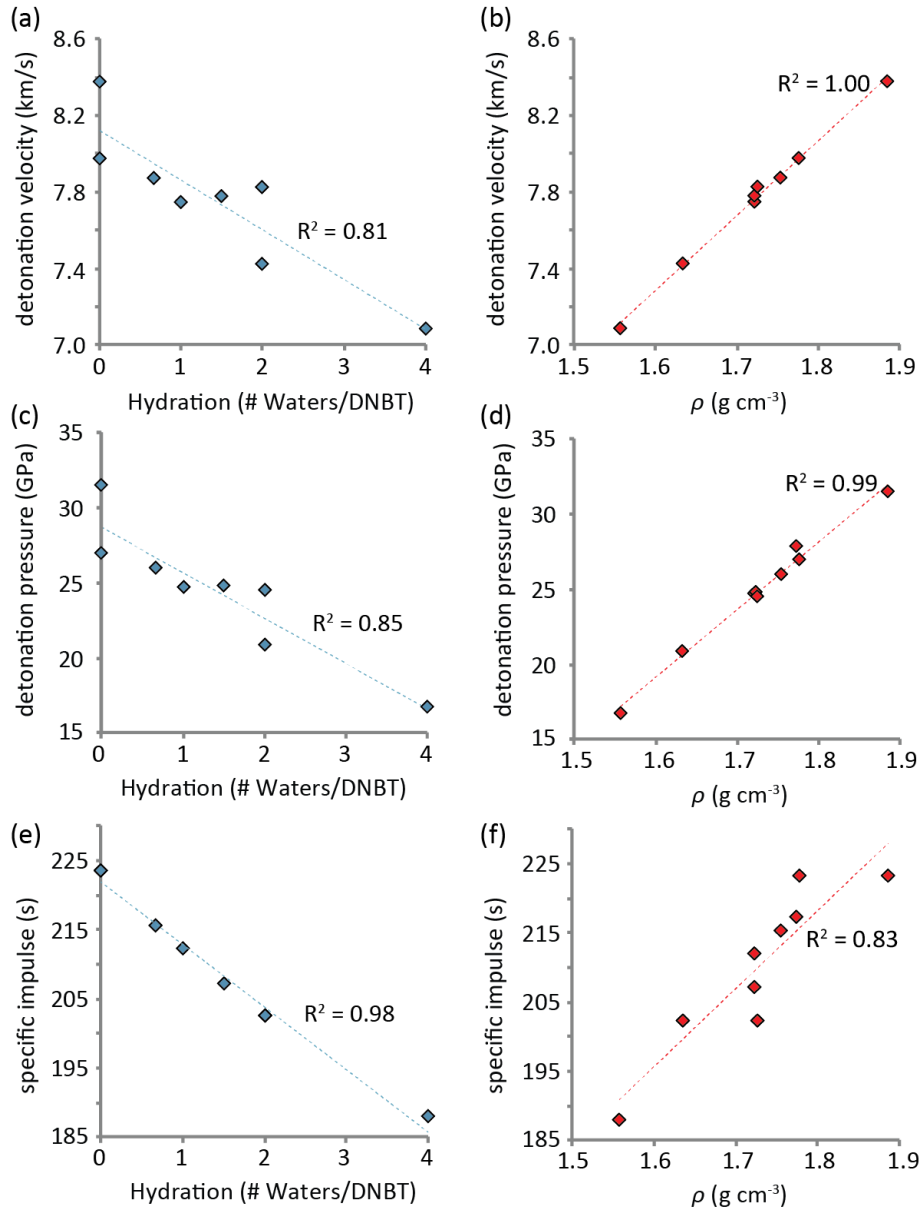 (a)
8.6
8.2
7.8
7.4
7.0
detonation velocity (km/s)
R² = 0.81
0 1 2 3 4
Hydration (# Waters/DNBT)
(b)
8.6
8.2
7.8
7.4
7.0
detonation velocity (km/s)
R² = 1.00
1.5 1.6 1.7 1.8 1.9
ρ (g cm⁻³)
(c)
35
30
25
20
15
detonation pressure (GPa)
R² = 0.85
0 1 2 3 4
Hydration (# Waters/DNBT)
(d)
35
30
25
20
15
detonation pressure (GPa)
R² = 0.99
1.5 1.6 1.7 1.8 1.9
ρ (g cm⁻³)
(e)
225
215
205
195
185
specific impulse (s)
R² = 0.98
0 1 2 3 4
Hydration (# Waters/DNBT)
(f)
225
215
205
195
185
specific impulse (s)
R² = 0.83
1.5 1.6 1.7 1.8 1.9
ρ (g cm⁻³)